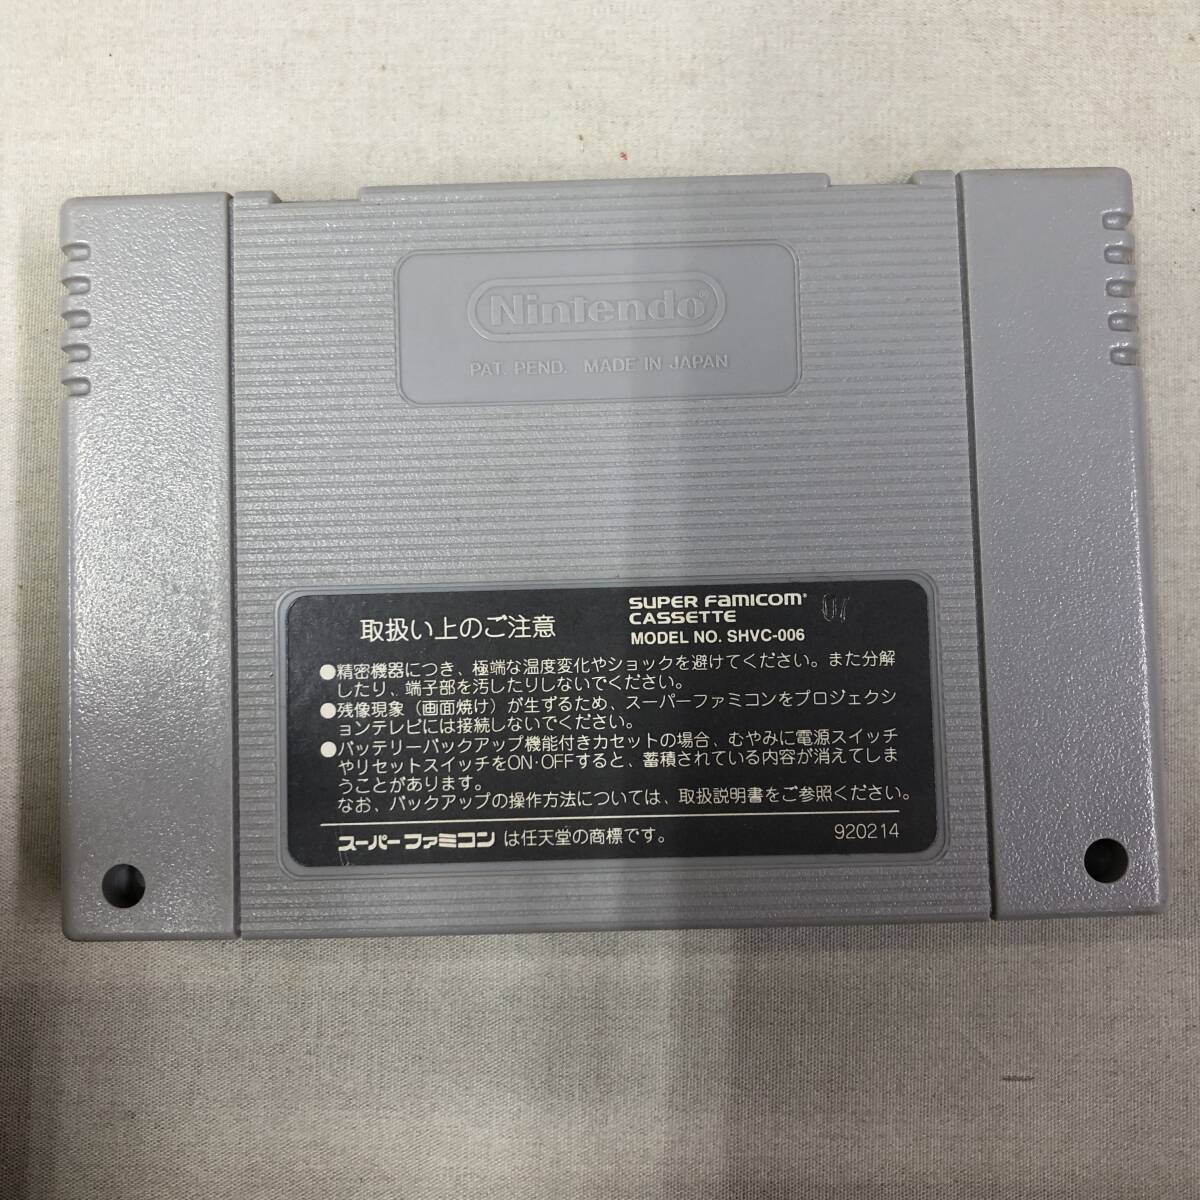 Nintendo®
PAT. PEND. MADE IN JAPAN
取扱い上のご注意
SUPER FAMICOM®
CASSETTE
MODEL NO. SHVC-006
●精密機器につき、極端な温度変化やショックを避けてください。また分解
したり、端子部を汚したりしないでください。
●残像現象（画面焼け）が生ずるため、スーパーファミコンをプロジェクシ
ョンテレビには接続しないでください。
●バッテリーバックアップ機能付きカセットの場合、むやみに電源スイッチ
やリセットスイッチをON·OFFすると、蓄積されている内容が消えてしま
うことがあります。
なお、バックアップの操作方法については、取扱説明書をご参照ください。
スーパーファミコン は任天堂の商標です。
920214